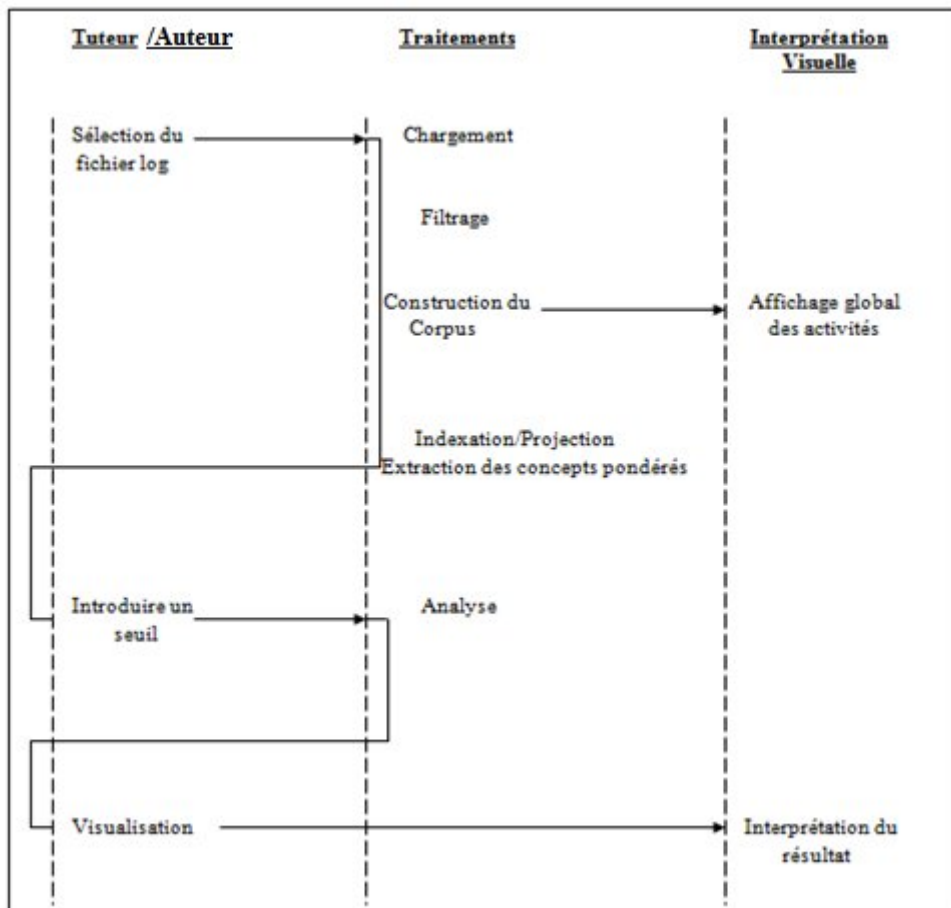 Tuteur /Auteur
Traitements
Interprétation
Visuelle
Sélection du
fichier log
Chargement
Filtrage
Construction du
Corpus
Affichage global
des activités
Indexation/Projection
Extraction des concepts pondérés
Introduire un
seuil
Analyse
Visualisation
Interprétation du
résultat